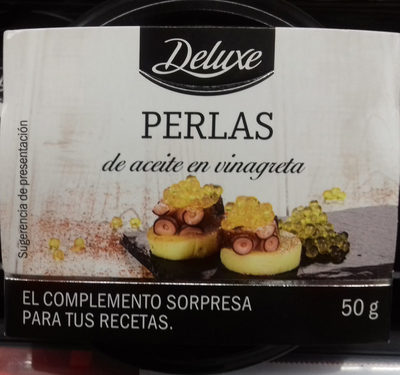 Deluxe
PERLAS
de aceite en vinagreta
Sugerencia de presentación
EL COMPLEMENTO SORPRESA
PARA TUS RECETAS.
50 g